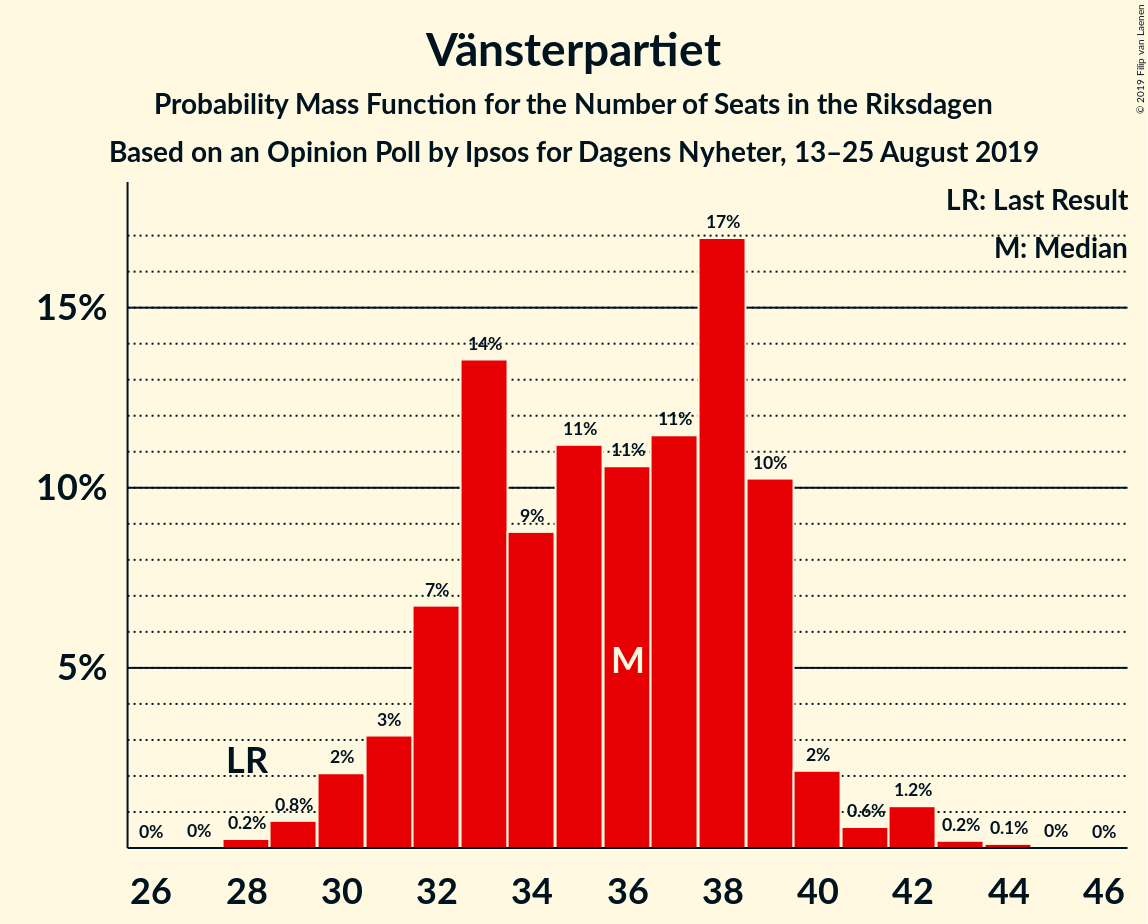 Vänsterpartiet
Probability Mass Function for the Number of Seats in the Riksdagen
Based on an Opinion Poll by Ipsos for Dagens Nyheter, 13–25 August 2019
© 2019 Filip van Laenen
LR: Last Result
M: Median
17%
15%
14%
11%
11%
11%
10%
10%
9%
7%
5%
M
3%
LR
2%
2%
1.2%
0.8%
0.6%
0%
0%
0.2%
0.2%
0.1%
0%
0%
26 28 30 32 34 36 38 40 42 44 46